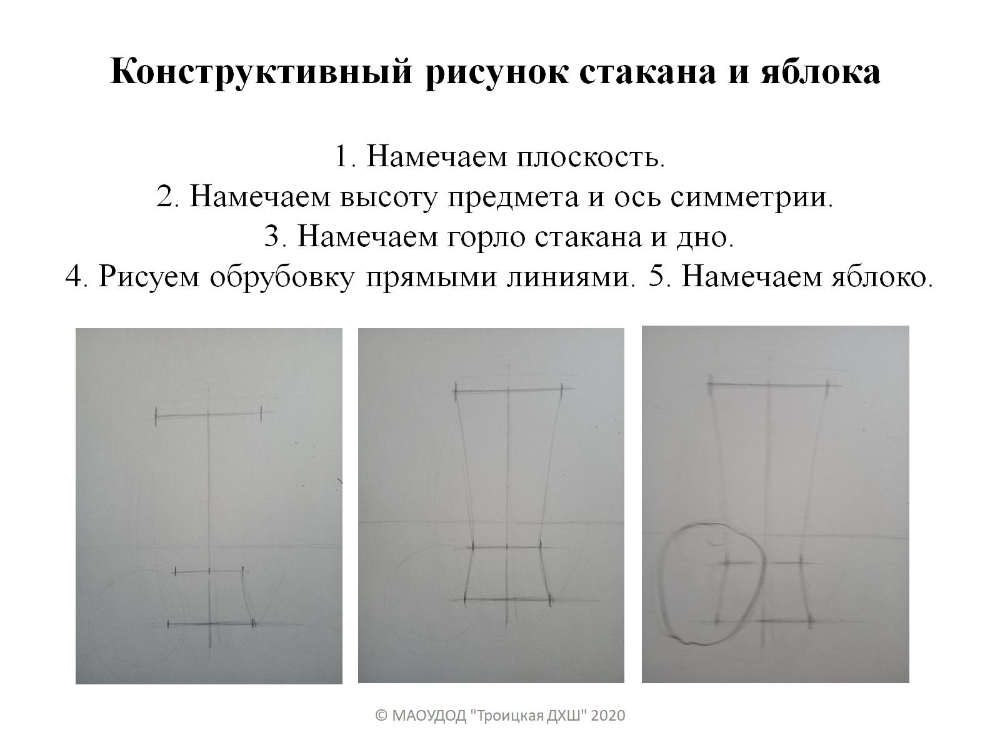 Конструктивный рисунок стакана и яблока
1. Намечаем плоскость.
2. Намечаем высоту предмета и ось симметрии.
3. Намечаем горло стакана и дно.
4. Рисуем обрубовку прямыми линиями. 5. Намечаем яблоко.
© МАОУДОД "Троицкая ДХШ" 2020